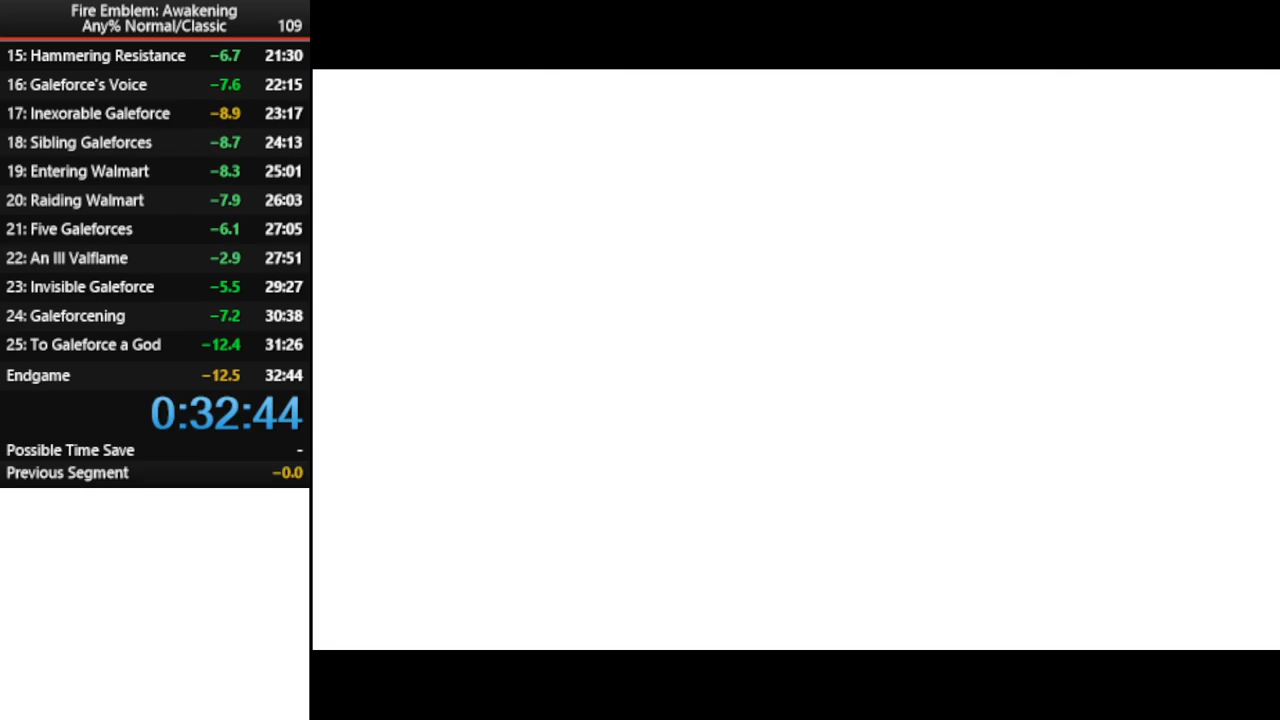 Fire Emblem: Awakening
Any% Normal/Classic 109
15: Hammering Resistance −6.7 21:30
16: Galeforce's Voice −7.6 22:15
17: Inexorable Galeforce −8.9 23:17
18: Sibling Galeforces −8.7 24:13
19: Entering Walmart −8.3 25:01
20: Raiding Walmart −7.9 26:03
21: Five Galeforces −6.1 27:05
22: An Ill Valflame −2.9 27:51
23: Invisible Galeforce −5.5 29:27
24: Galeforcening −7.2 30:38
25: To Galeforce a God −12.4 31:26
Endgame −12.5 32:44
0:32:44
Possible Time Save -
Previous Segment −0.0